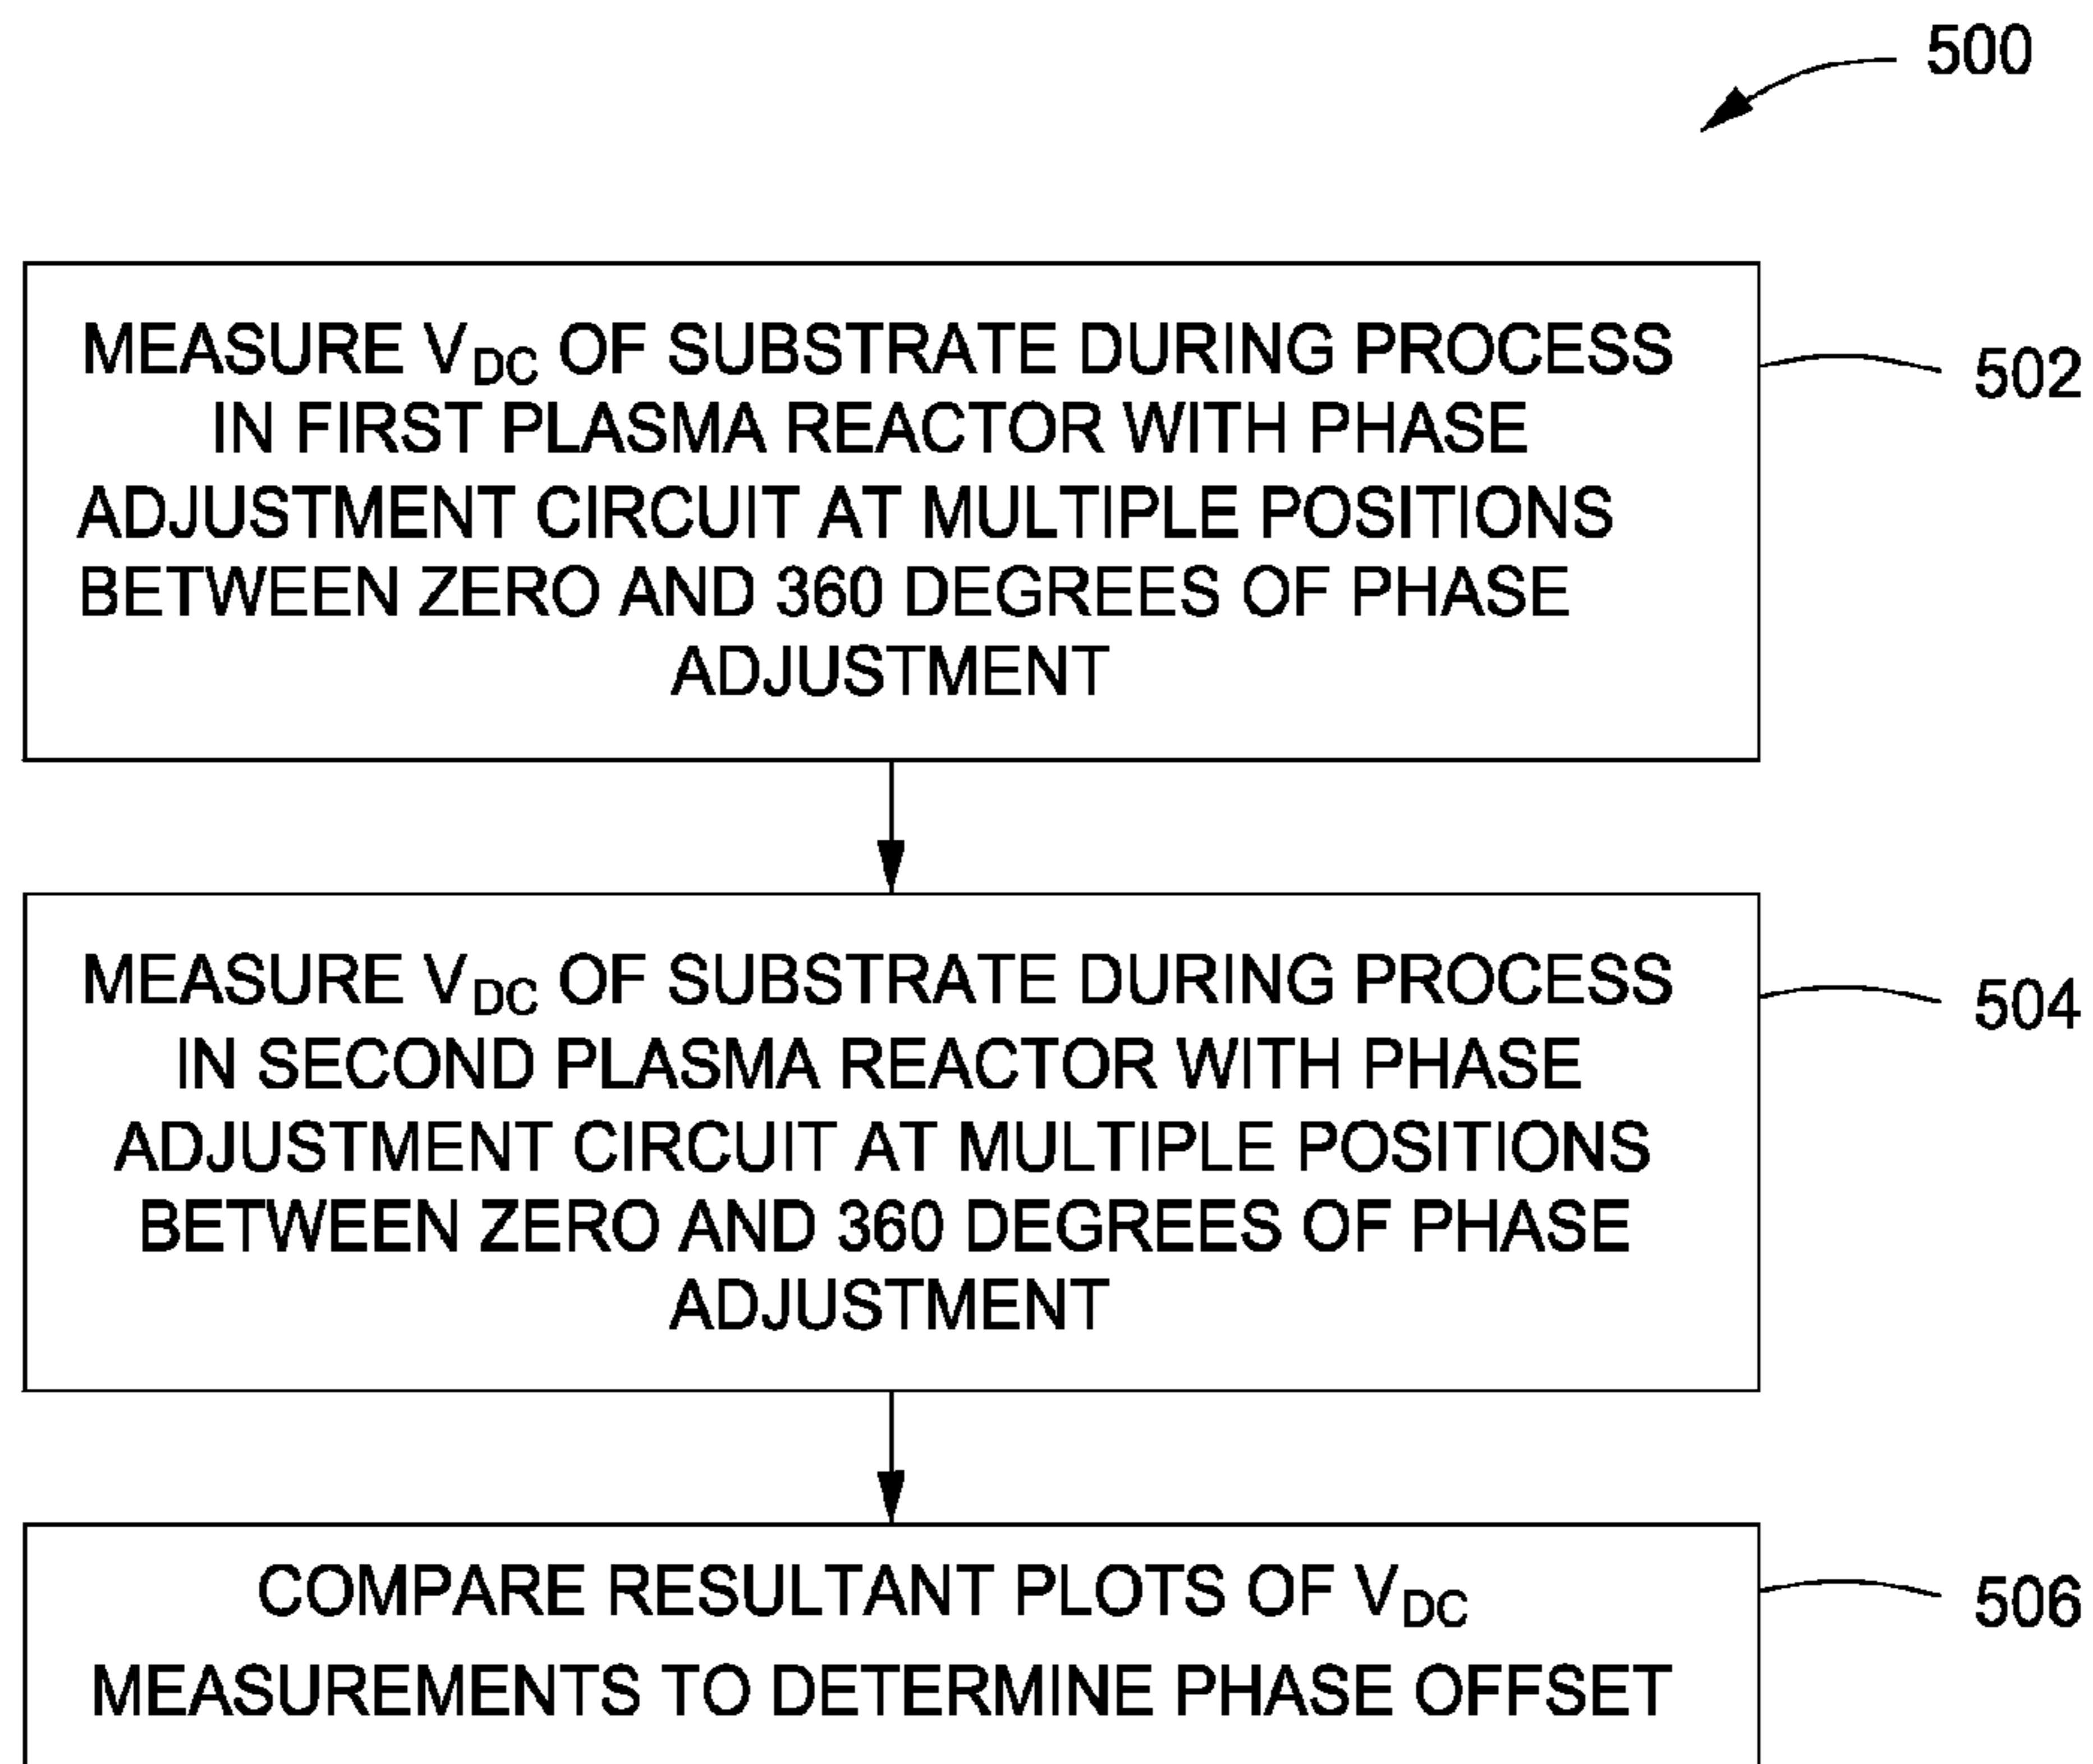 500
MEASURE VDC OF SUBSTRATE DURING PROCESS
IN FIRST PLASMA REACTOR WITH PHASE
ADJUSTMENT CIRCUIT AT MULTIPLE POSITIONS
BETWEEN ZERO AND 360 DEGREES OF PHASE
ADJUSTMENT
502
MEASURE VDC OF SUBSTRATE DURING PROCESS
IN SECOND PLASMA REACTOR WITH PHASE
ADJUSTMENT CIRCUIT AT MULTIPLE POSITIONS
BETWEEN ZERO AND 360 DEGREES OF PHASE
ADJUSTMENT
504
COMPARE RESULTANT PLOTS OF VDC
MEASUREMENTS TO DETERMINE PHASE OFFSET
506